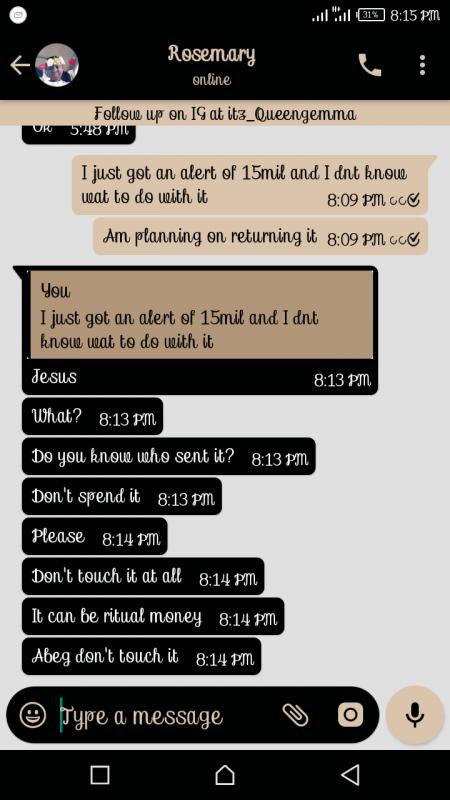 31% 8:15 PM
Rosemary
online
Follow up on IG at itz_Queengemma
Ok 5:48 PM
I just got an alert of 15mil and I dnt know
wat to do with it 8:09 PM
Am planning on returning it 8:09 PM
You
I just got an alert of 15mil and I dnt
know wat to do with it
Jesus 8:13 PM
What? 8:13 PM
Do you know who sent it? 8:13 PM
Don't spend it 8:13 PM
Please 8:14 PM
Don't touch it at all 8:14 PM
It can be ritual money 8:14 PM
Abeg don't touch it 8:14 PM
Type a message